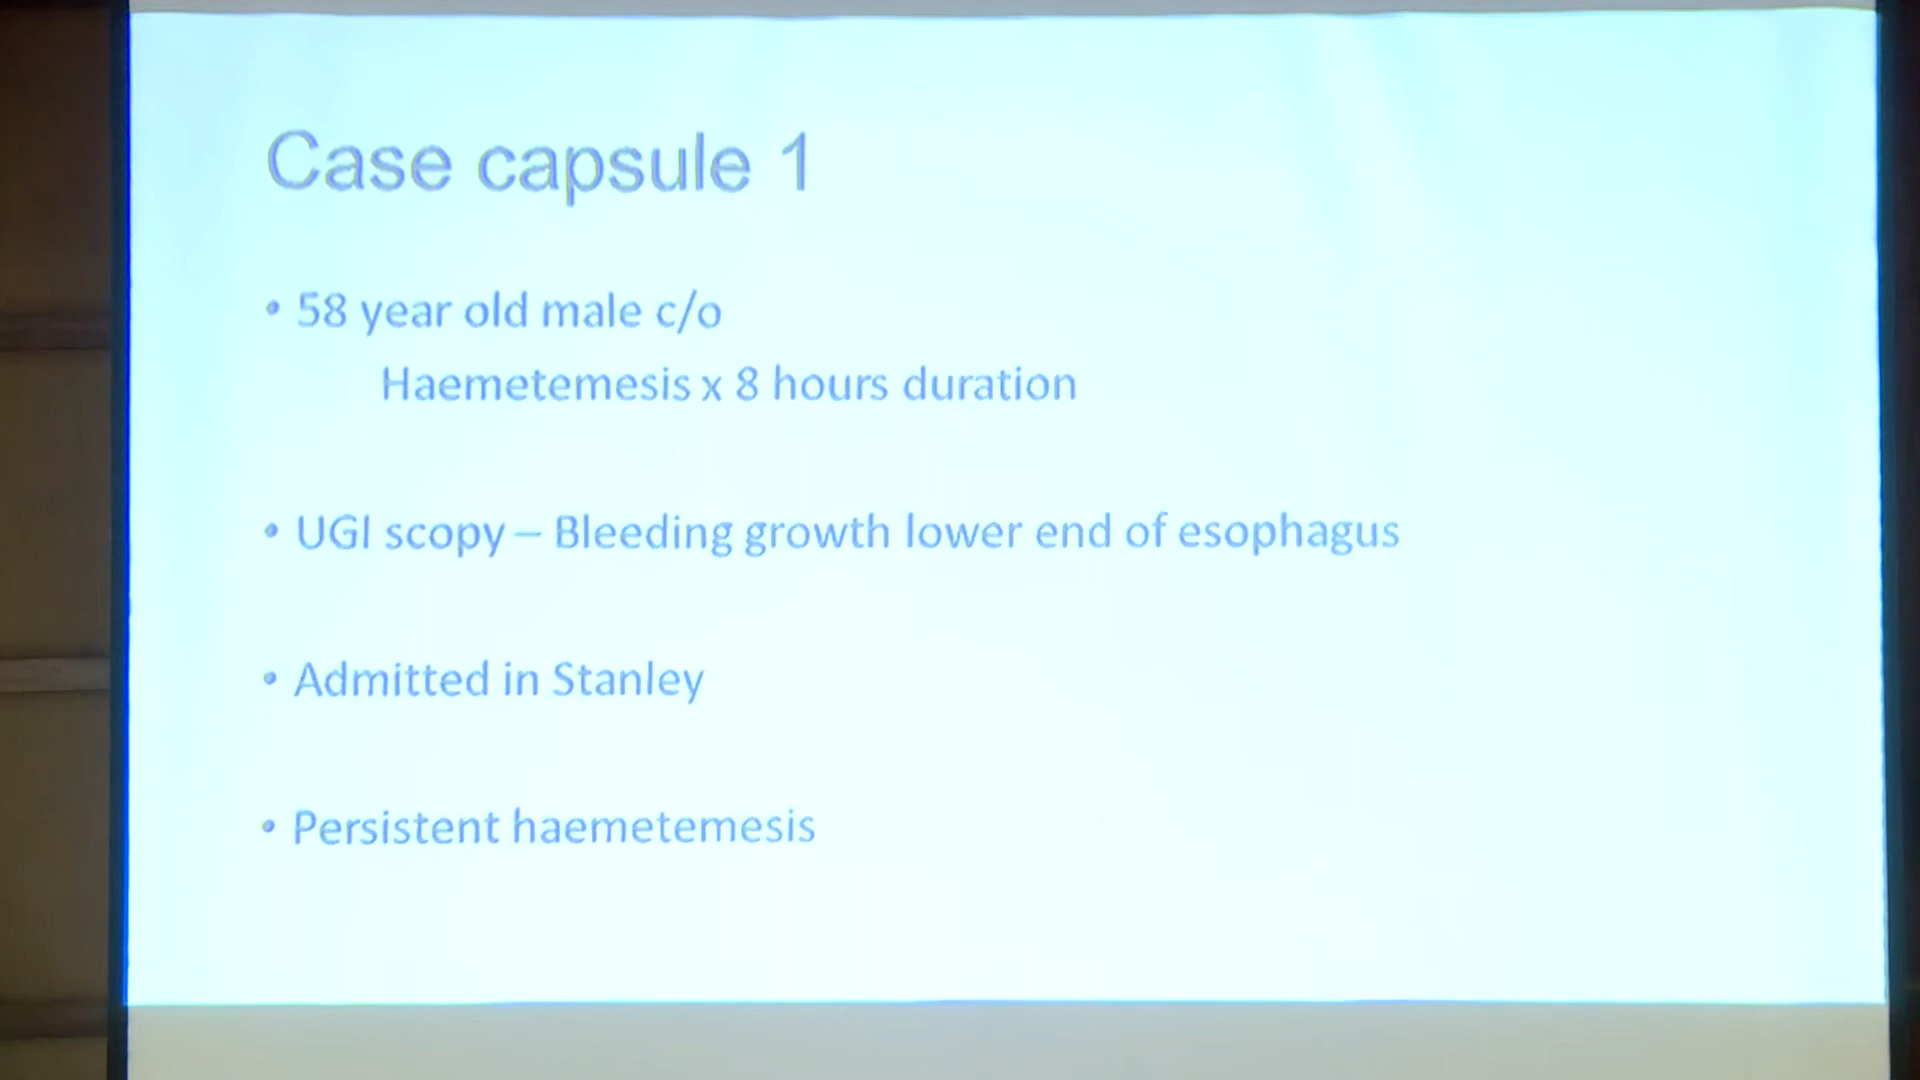 Case capsule 1
• 58 year old male c/o
Haemetemesis x 8 hours duration
• UGI scopy – Bleeding growth lower end of esophagus
• Admitted in Stanley
• Persistent haemetemesis